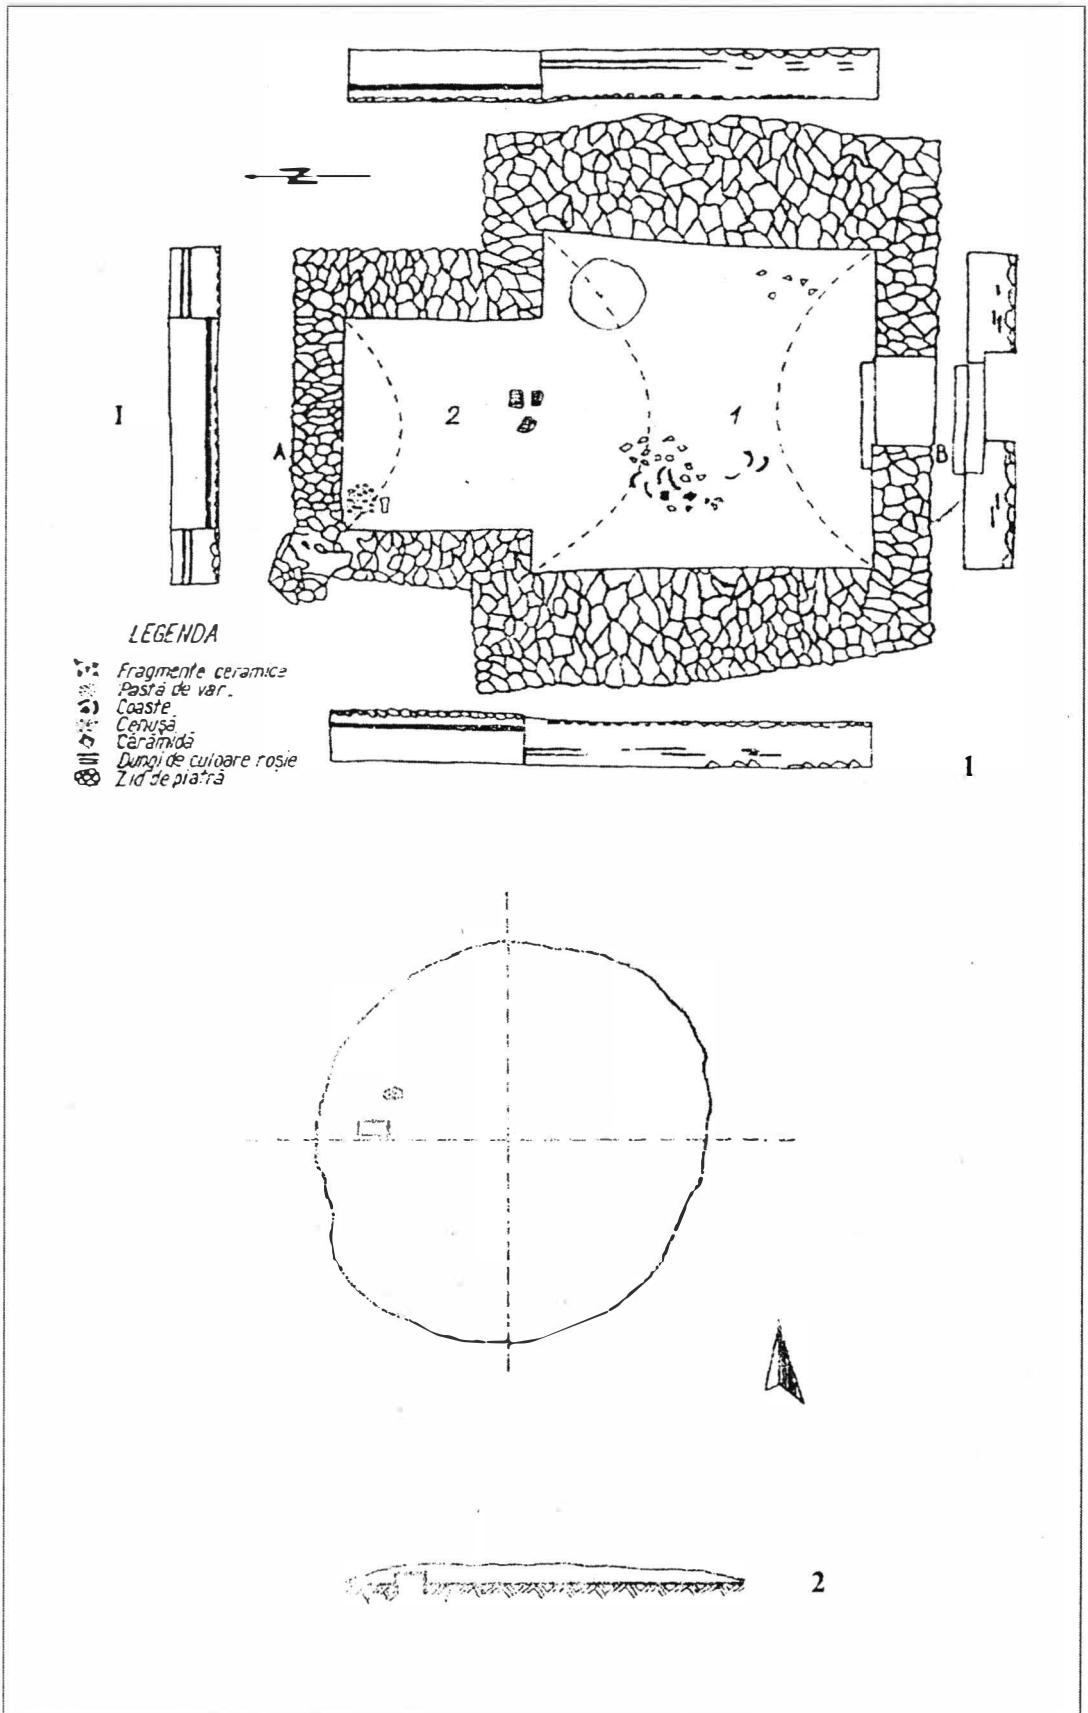 Z
I
A
2
1
B
LEGENDA
Fragmente ceramice
Pastă de var.
Coaste
Cenușă
Cărămidă
Dungi de culoare roșie
Zid de piatră
1
2